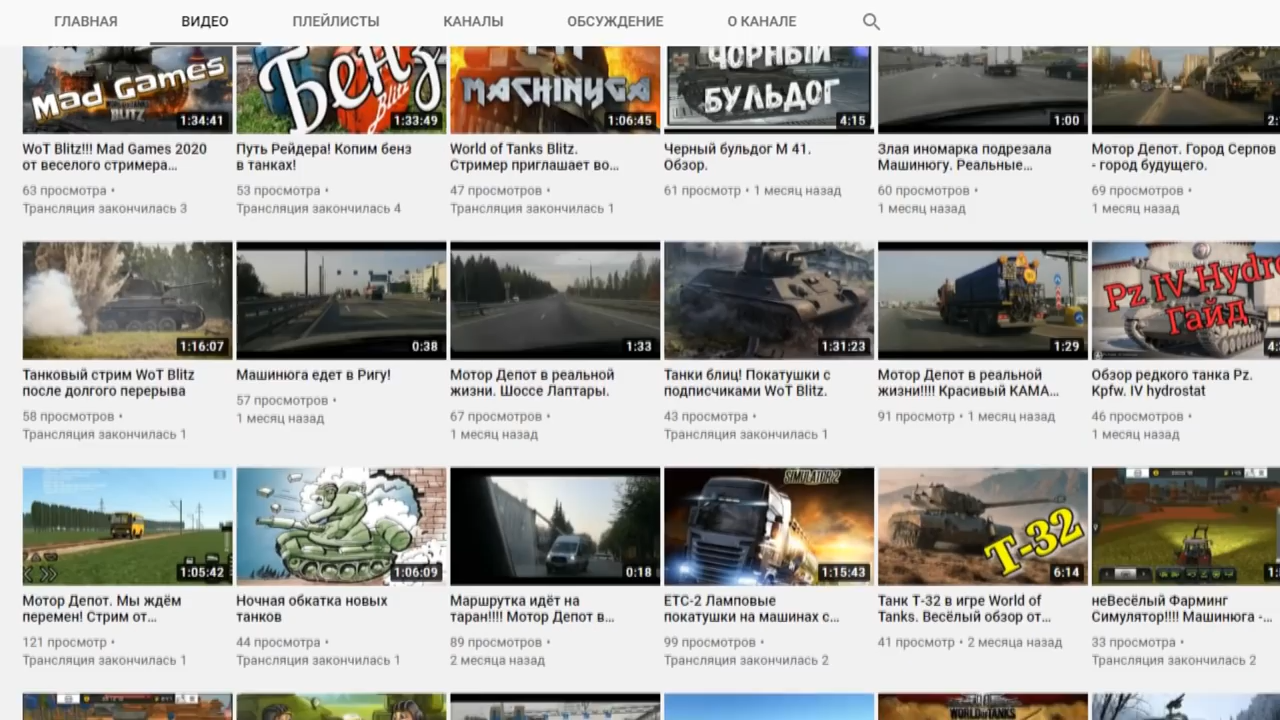 ГЛАВНАЯ ВИДЕО ПЛЕЙЛИСТЫ КАНАЛЫ ОБСУЖДЕНИЕ О КАНАЛЕ
Mad Games
BLITZ
1:34:41
Бенз
Blitz
1:33:49
MACHINYGA
1:06:45
ЧОРНЫЙ
БУЛЬДОГ
4:15
1:00
2:
WoT Blitz!!! Mad Games 2020
от веселого стримера…
63 просмотра •
Трансляция закончилась 3
Путь Рейдера! Копим бенз
в танках!
53 просмотра •
Трансляция закончилась 4
World of Tanks Blitz.
Стример приглашает во…
47 просмотров •
Трансляция закончилась 1
Черный бульдог М 41.
Обзор.
61 просмотр • 1 месяц назад
Злая иномарка подрезала
Машинюгу. Реальные…
60 просмотров •
1 месяц назад
Мотор Депот. Город Серпов
- город будущего.
69 просмотров •
1 месяц назад
1:16:07
0:38
1:33
1:31:23
1:29
Pz IV Hydro
Гайд
4:
Танковый стрим WoT Blitz
после долгого перерыва
58 просмотров •
Трансляция закончилась 1
Машинюга едет в Ригу!
57 просмотров •
1 месяц назад
Мотор Депот в реальной
жизни. Шоссе Лаптары.
67 просмотров •
1 месяц назад
Танки блиц! Покатушки с
подписчиками WoT Blitz.
43 просмотра •
Трансляция закончилась 1
Мотор Депот в реальной
жизни!!!! Красивый КАМА…
91 просмотр • 1 месяц назад
Обзор редкого танка Pz.
Kpfw. IV hydrostat
46 просмотров •
1 месяц назад
1:05:42
1:06:09
0:18
SIMULATOR 2
1:15:43
Т-32
6:14
1:
Мотор Депот. Мы ждём
перемен! Стрим от…
121 просмотр •
Трансляция закончилась 1
Ночная обкатка новых
танков
44 просмотра •
Трансляция закончилась 1
Маршрутка идёт на
таран!!!! Мотор Депот в…
89 просмотров •
2 месяца назад
ЕТС-2 Ламповые
покатушки на машинах с…
99 просмотров •
Трансляция закончилась 2
Танк Т-32 в игре World of
Tanks. Весёлый обзор от…
41 просмотр • 2 месяца назад
неВесёлый Фарминг
Симулятор!!!! Машинюга -…
33 просмотра •
Трансляция закончилась 2
WORLD OF TANKS